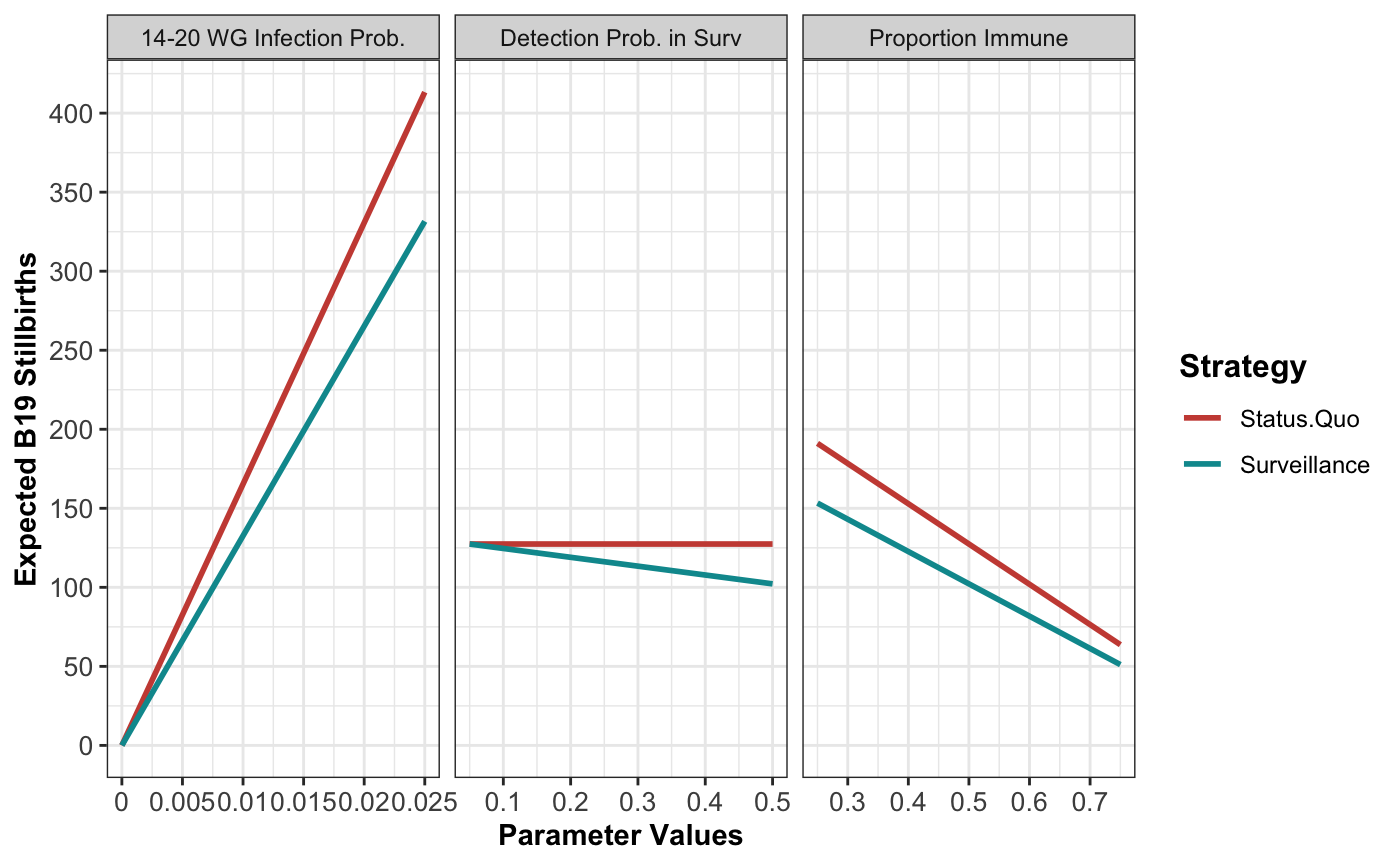 14-20 WG Infection Prob.
Detection Prob. in Surv
Proportion Immune
Expected B19 Stillbirths
400
350
300
250
200
150
100
50
0
0 0.005 0.010 0.015 0.020 0.025
0.1 0.2 0.3 0.4 0.5
0.3 0.4 0.5 0.6 0.7
Parameter Values
Strategy
Status.Quo
Surveillance